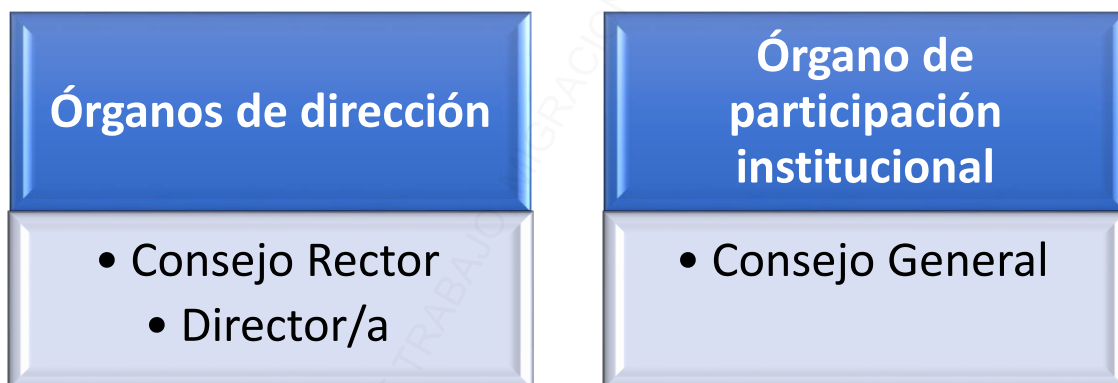 Órganos de dirección
• Consejo Rector
• Director/a
Órgano de
participación
institucional
• Consejo General